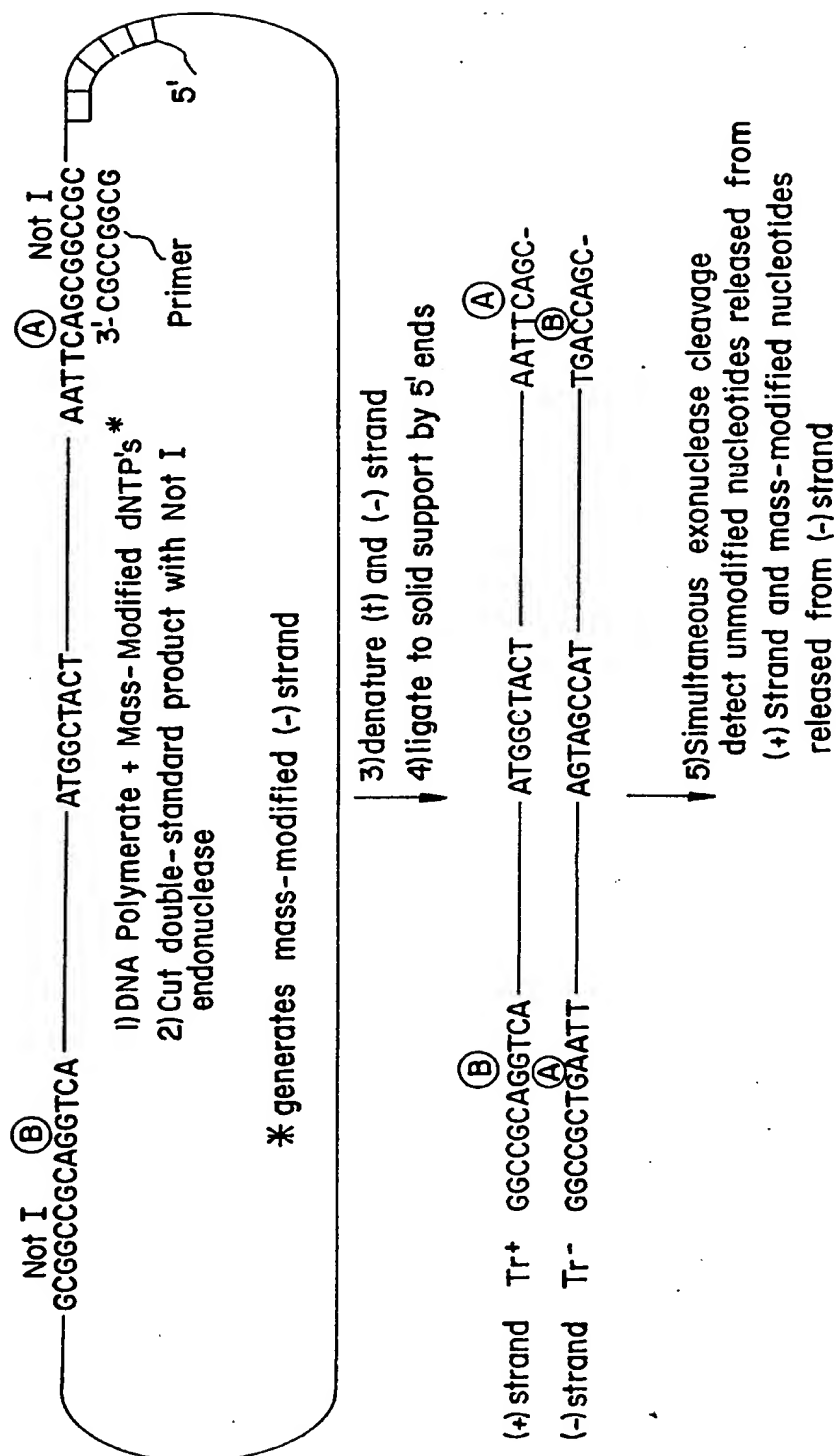 Not I Ⓑ
GCGGCCGCAGGTCA
ATGGCTACT
Ⓐ Not I
AATTCAGCGGCCGC
3'-CGCCGGCG
Primer
5'
1)DNA Polymerate + Mass-Modified dNTP's*
2)Cut double-standard product with Not I
endonuclease
*generates mass-modified (-)strand
3)denature (t) and (-) strand
4)ligate to solid support by 5' ends
Ⓑ Ⓐ
(+)strand Tr+ GGCCGCAGGTCA ATGGCTACT AATTCAGC-
Ⓐ Ⓑ
(-)strand Tr- GGCCGCTGAATT AGTAGCCAT TGACCAGC-
5)Simultaneous exonuclease cleavage
detect unmodified nucleotides released from
(+) Strand and mass-modified nucleotides
released from (-)strand